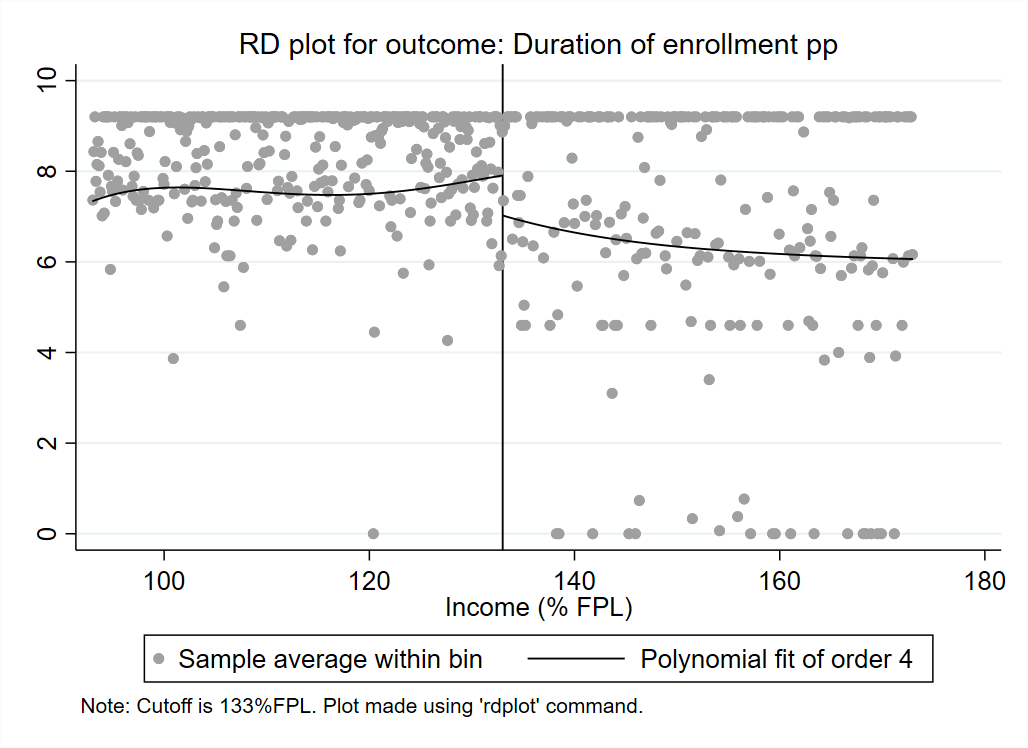 RD plot for outcome: Duration of enrollment pp
10
8
6
4
2
0
100 120 140 160 180
Income (% FPL)
Sample average within bin Polynomial fit of order 4
Note: Cutoff is 133%FPL. Plot made using 'rdplot' command.